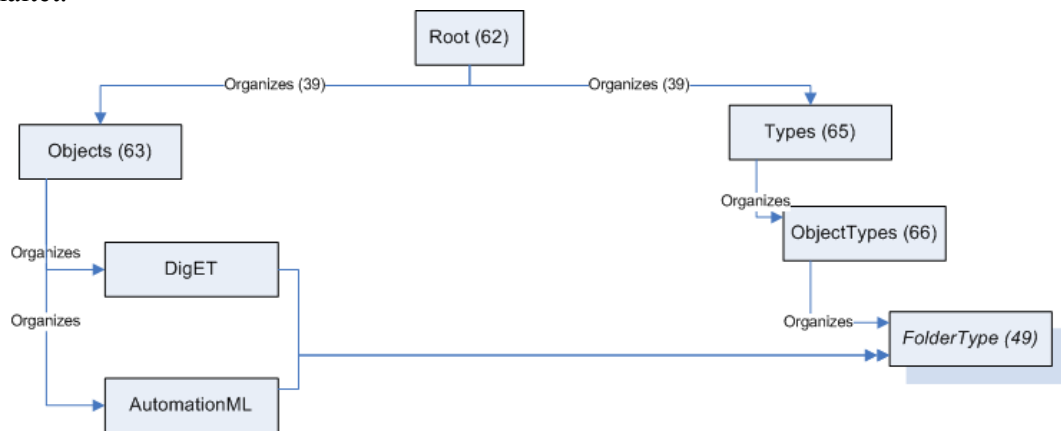 Root (62)
Organizes (39)
Organizes (39)
Objects (63)
Types (65)
Organizes
ObjectTypes (66)
Organizes
DigET
Organizes
Organizes
FolderType (49)
AutomationML